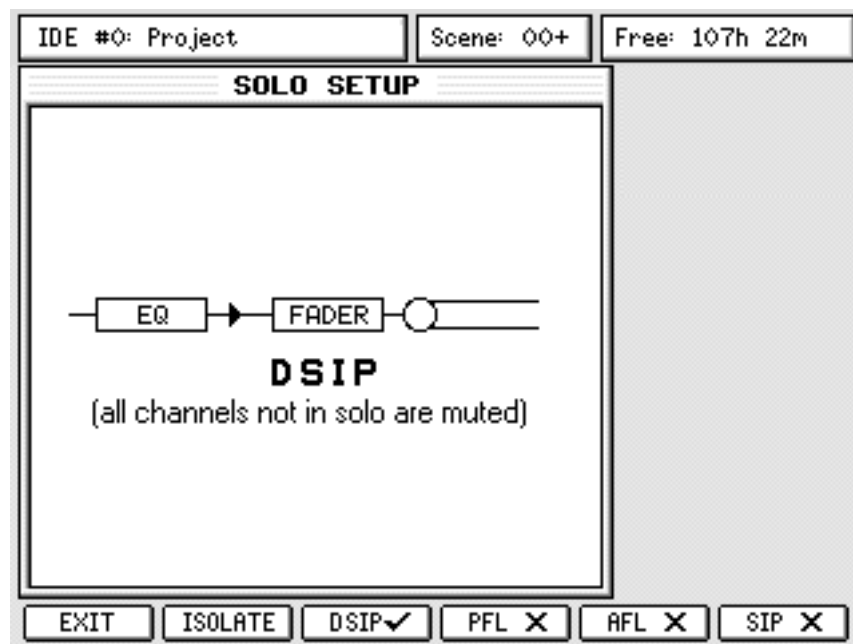 IDE #0: Project Scene: 00+ Free: 107h 22m
SOLO SETUP
EQ FADER
DSIP
(all channels not in solo are muted)
EXIT ISOLATE DSIP✓ PFL X AFL X SIP X